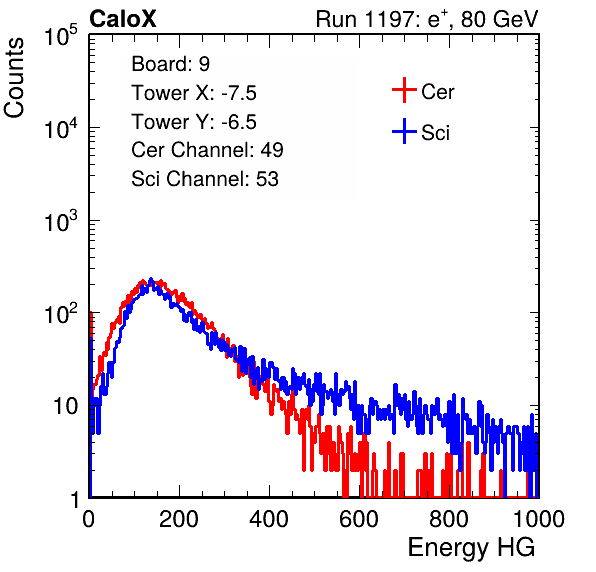 CaloX Run 1197: e⁺, 80 GeV
Counts
10⁵
10⁴
10³
10²
10
1
Board: 9
Tower X: -7.5
Tower Y: -6.5
Cer Channel: 49
Sci Channel: 53
Cer
Sci
0 200 400 600 800 1000
Energy HG